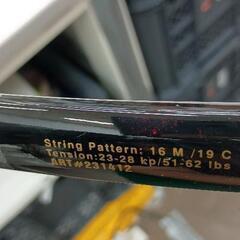 String Pattern: 16 M /19 C
Tension:23-28 kp/51-62 lbs
ART#231412